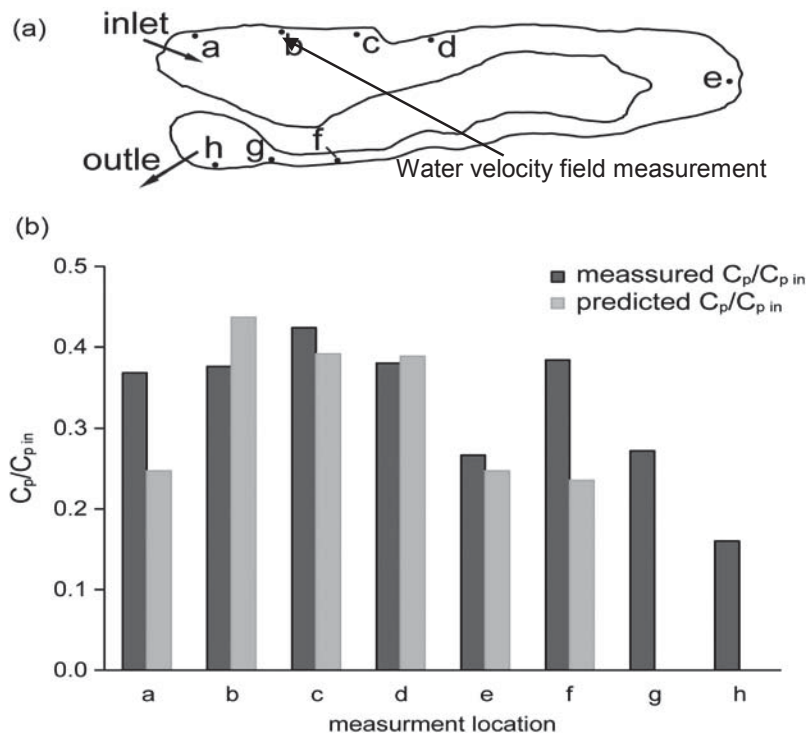 (a)
inlet
a
b
c
d
e
f
g
h
outle
Water velocity field measurement
(b)
meassured Cp/Cp in
predicted Cp/Cp in
Cp/Cp in
0.5
0.4
0.3
0.2
0.1
0.0
a b c d e f g h
measurment location